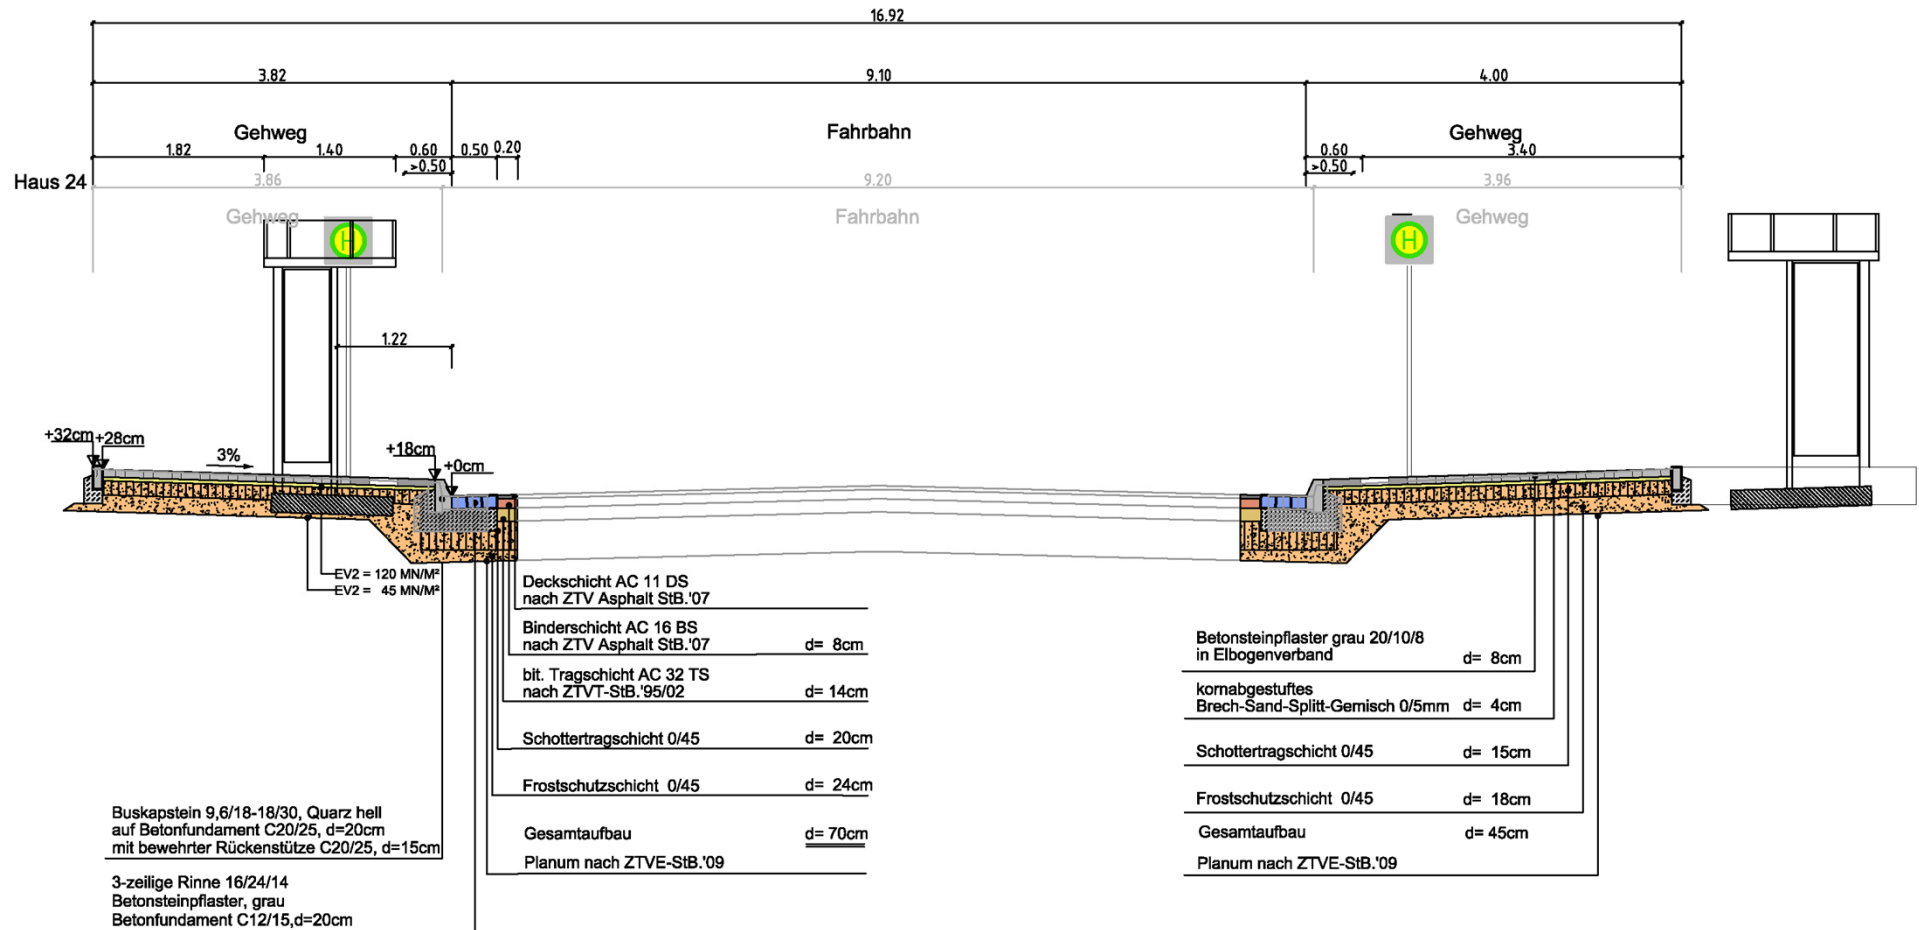 16.92
3.82
9.10
4.00
Gehweg
Fahrbahn
Gehweg
1.82
1.40
0.60
0.50
0.20
0.60
3.40
>0.50
>0.50
Haus 24
3.86
9.20
3.96
Gehweg
Fahrbahn
Gehweg
H
H
1.22
+32cm
+28cm
3%
+18cm
+0cm
EV2 = 120 MN/M²
EV2 = 45 MN/M²
Deckschicht AC 11 DS
nach ZTV Asphalt StB.'07
Binderschicht AC 16 BS
nach ZTV Asphalt StB.'07 d= 8cm
bit. Tragschicht AC 32 TS
nach ZTVT-StB.'95/02 d= 14cm
Schottertragschicht 0/45 d= 20cm
Frostschutzschicht 0/45 d= 24cm
Gesamtaufbau d= 70cm
Planum nach ZTVE-StB.'09
Betonsteinpflaster grau 20/10/8
in Elbogenverband d= 8cm
kornabgestuftes
Brech-Sand-Splitt-Gemisch 0/5mm d= 4cm
Schottertragschicht 0/45 d= 15cm
Frostschutzschicht 0/45 d= 18cm
Gesamtaufbau d= 45cm
Planum nach ZTVE-StB.'09
Buskapstein 9,6/18-18/30, Quarz hell
auf Betonfundament C20/25, d=20cm
mit bewehrter Rückenstütze C20/25, d=15cm
3-zeilige Rinne 16/24/14
Betonsteinpflaster, grau
Betonfundament C12/15,d=20cm